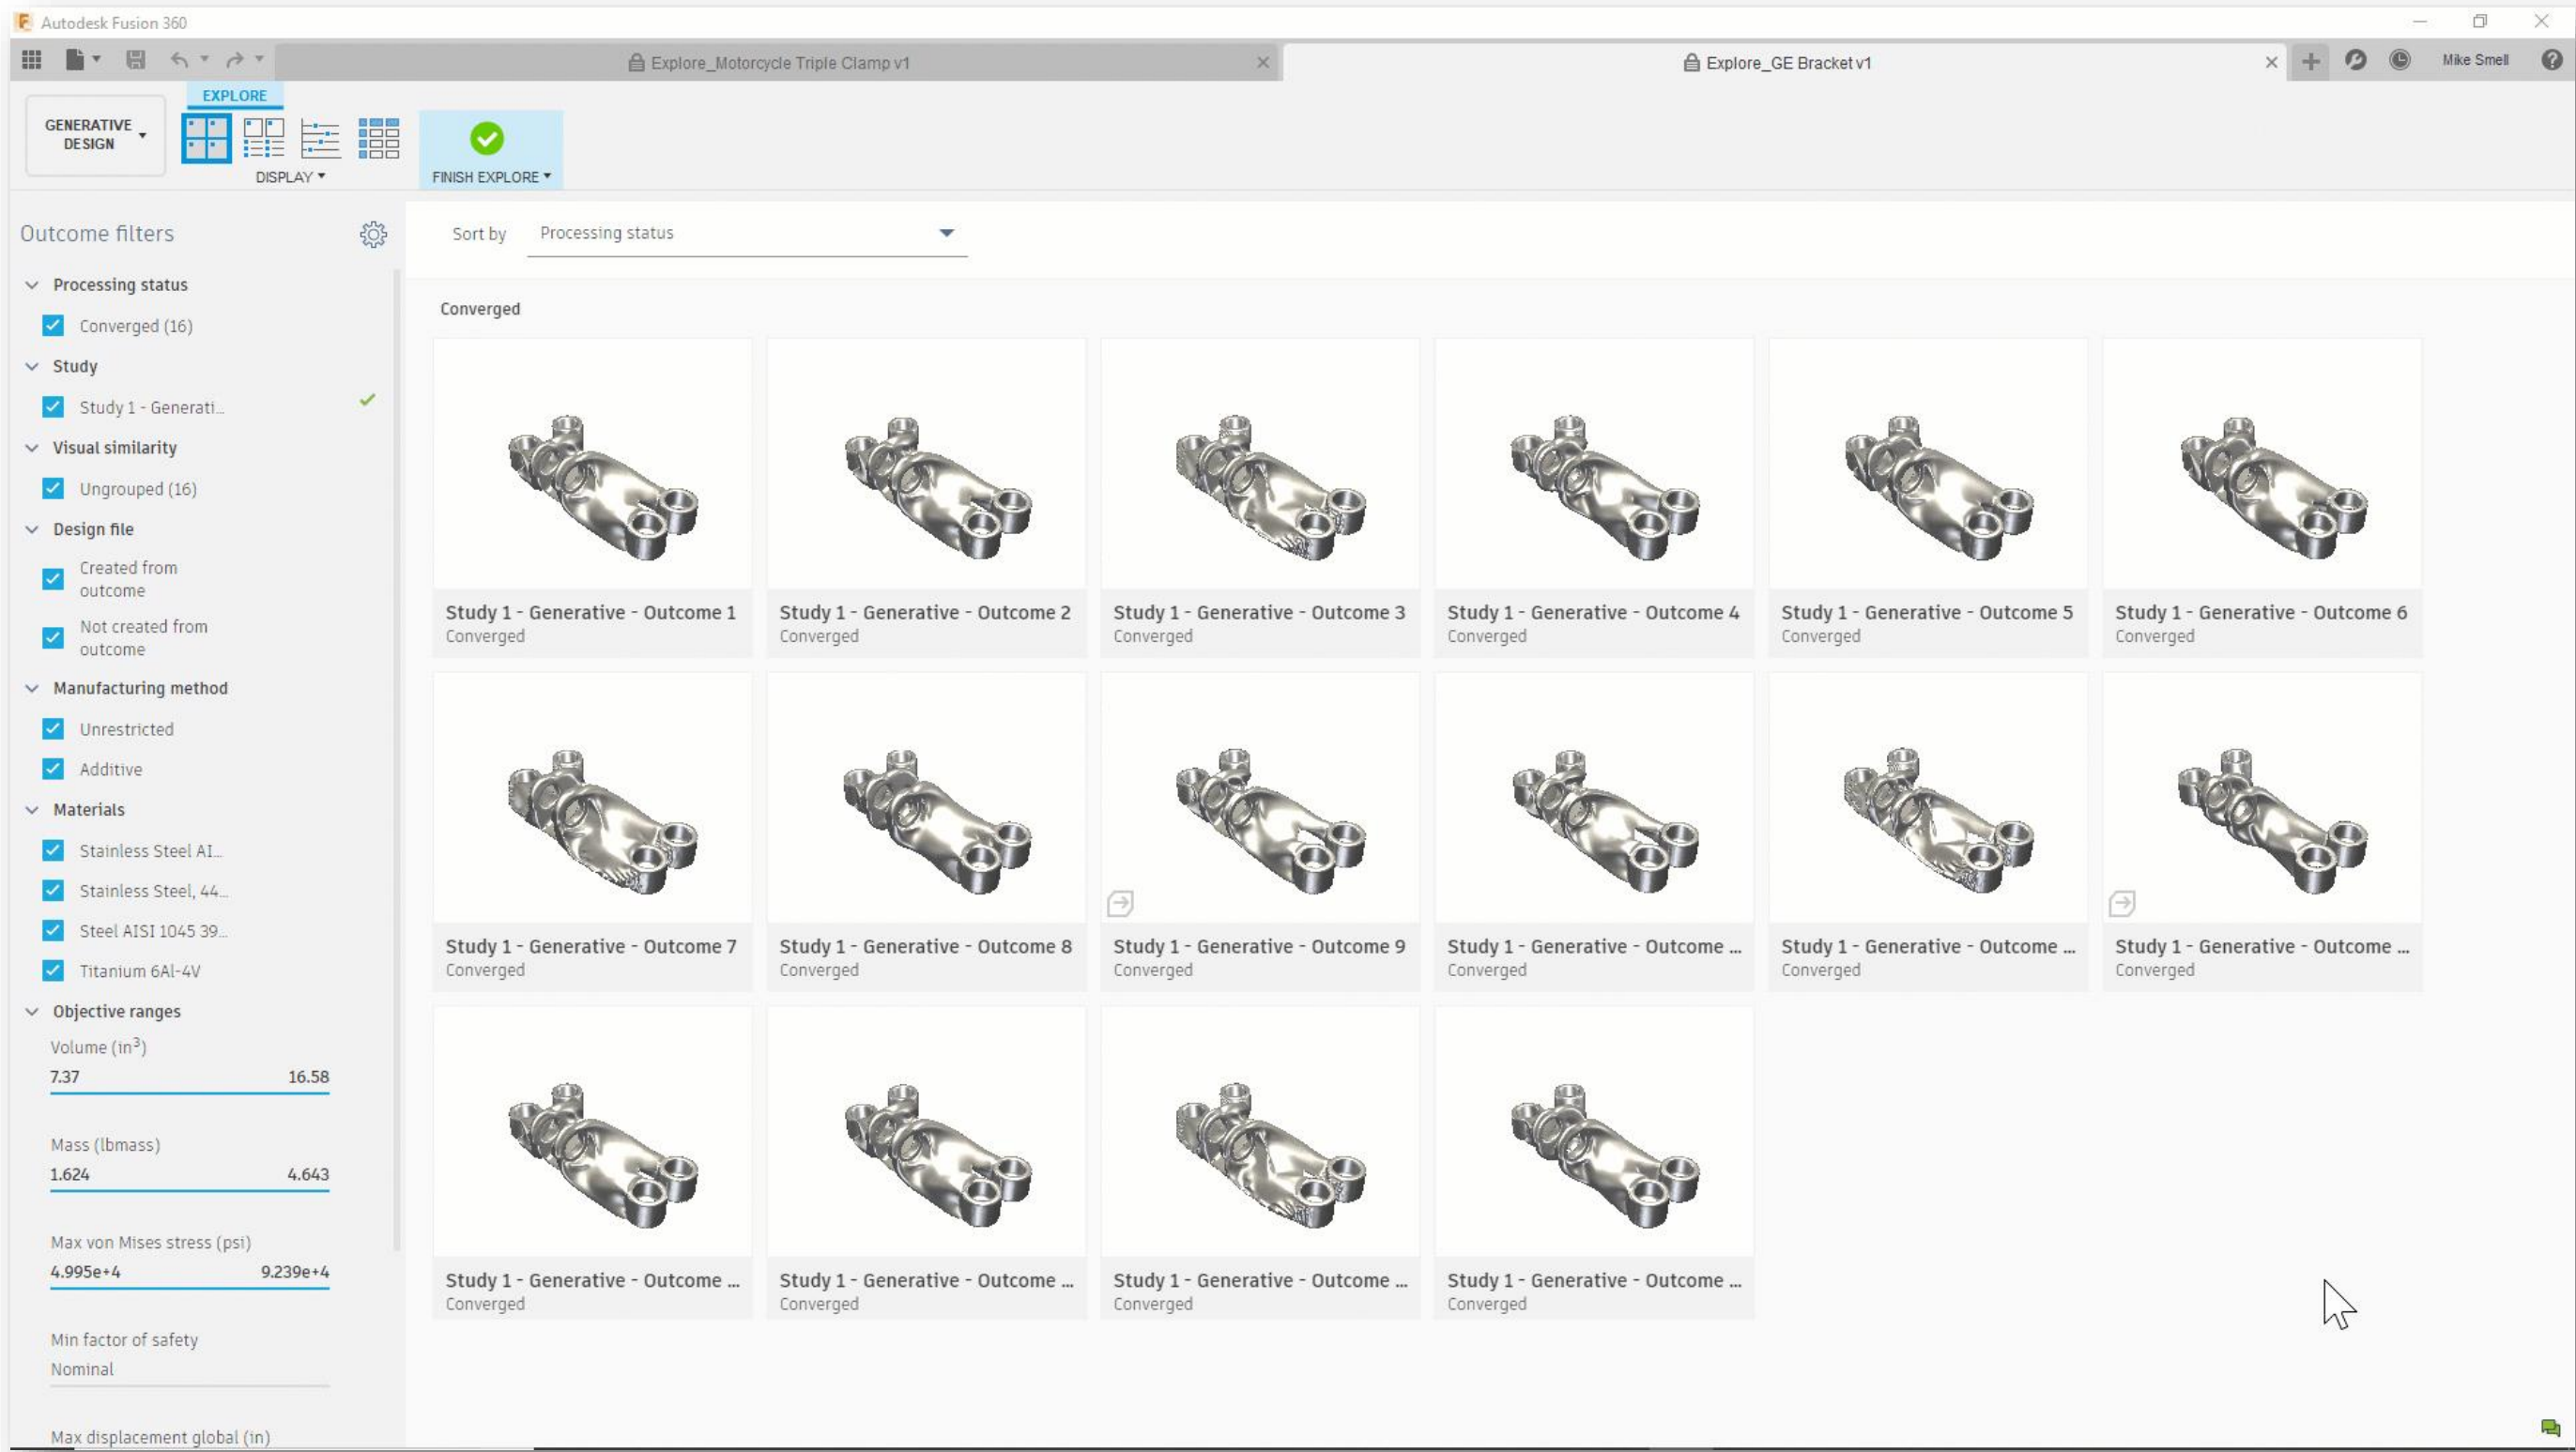 Autodesk Fusion 360
Explore_Motorcycle Triple Clamp v1
Explore_GE Bracket v1
Mike Smell
EXPLORE
GENERATIVE
DESIGN
DISPLAY
FINISH EXPLORE
Outcome filters
Processing status
Converged (16)
Study
Study 1 - Generati...
Visual similarity
Ungrouped (16)
Design file
Created from
outcome
Not created from
outcome
Manufacturing method
Unrestricted
Additive
Materials
Stainless Steel AI...
Stainless Steel, 44...
Steel AISI 1045 39...
Titanium 6Al-4V
Objective ranges
Volume (in³)
7.37 16.58
Mass (lbmass)
1.624 4.643
Max von Mises stress (psi)
4.995e+4 9.239e+4
Min factor of safety
Nominal
Max displacement global (in)
Sort by Processing status
Converged
Study 1 - Generative - Outcome 1
Converged
Study 1 - Generative - Outcome 2
Converged
Study 1 - Generative - Outcome 3
Converged
Study 1 - Generative - Outcome 4
Converged
Study 1 - Generative - Outcome 5
Converged
Study 1 - Generative - Outcome 6
Converged
Study 1 - Generative - Outcome 7
Converged
Study 1 - Generative - Outcome 8
Converged
Study 1 - Generative - Outcome 9
Converged
Study 1 - Generative - Outcome ...
Converged
Study 1 - Generative - Outcome ...
Converged
Study 1 - Generative - Outcome ...
Converged
Study 1 - Generative - Outcome ...
Converged
Study 1 - Generative - Outcome ...
Converged
Study 1 - Generative - Outcome ...
Converged
Study 1 - Generative - Outcome ...
Converged